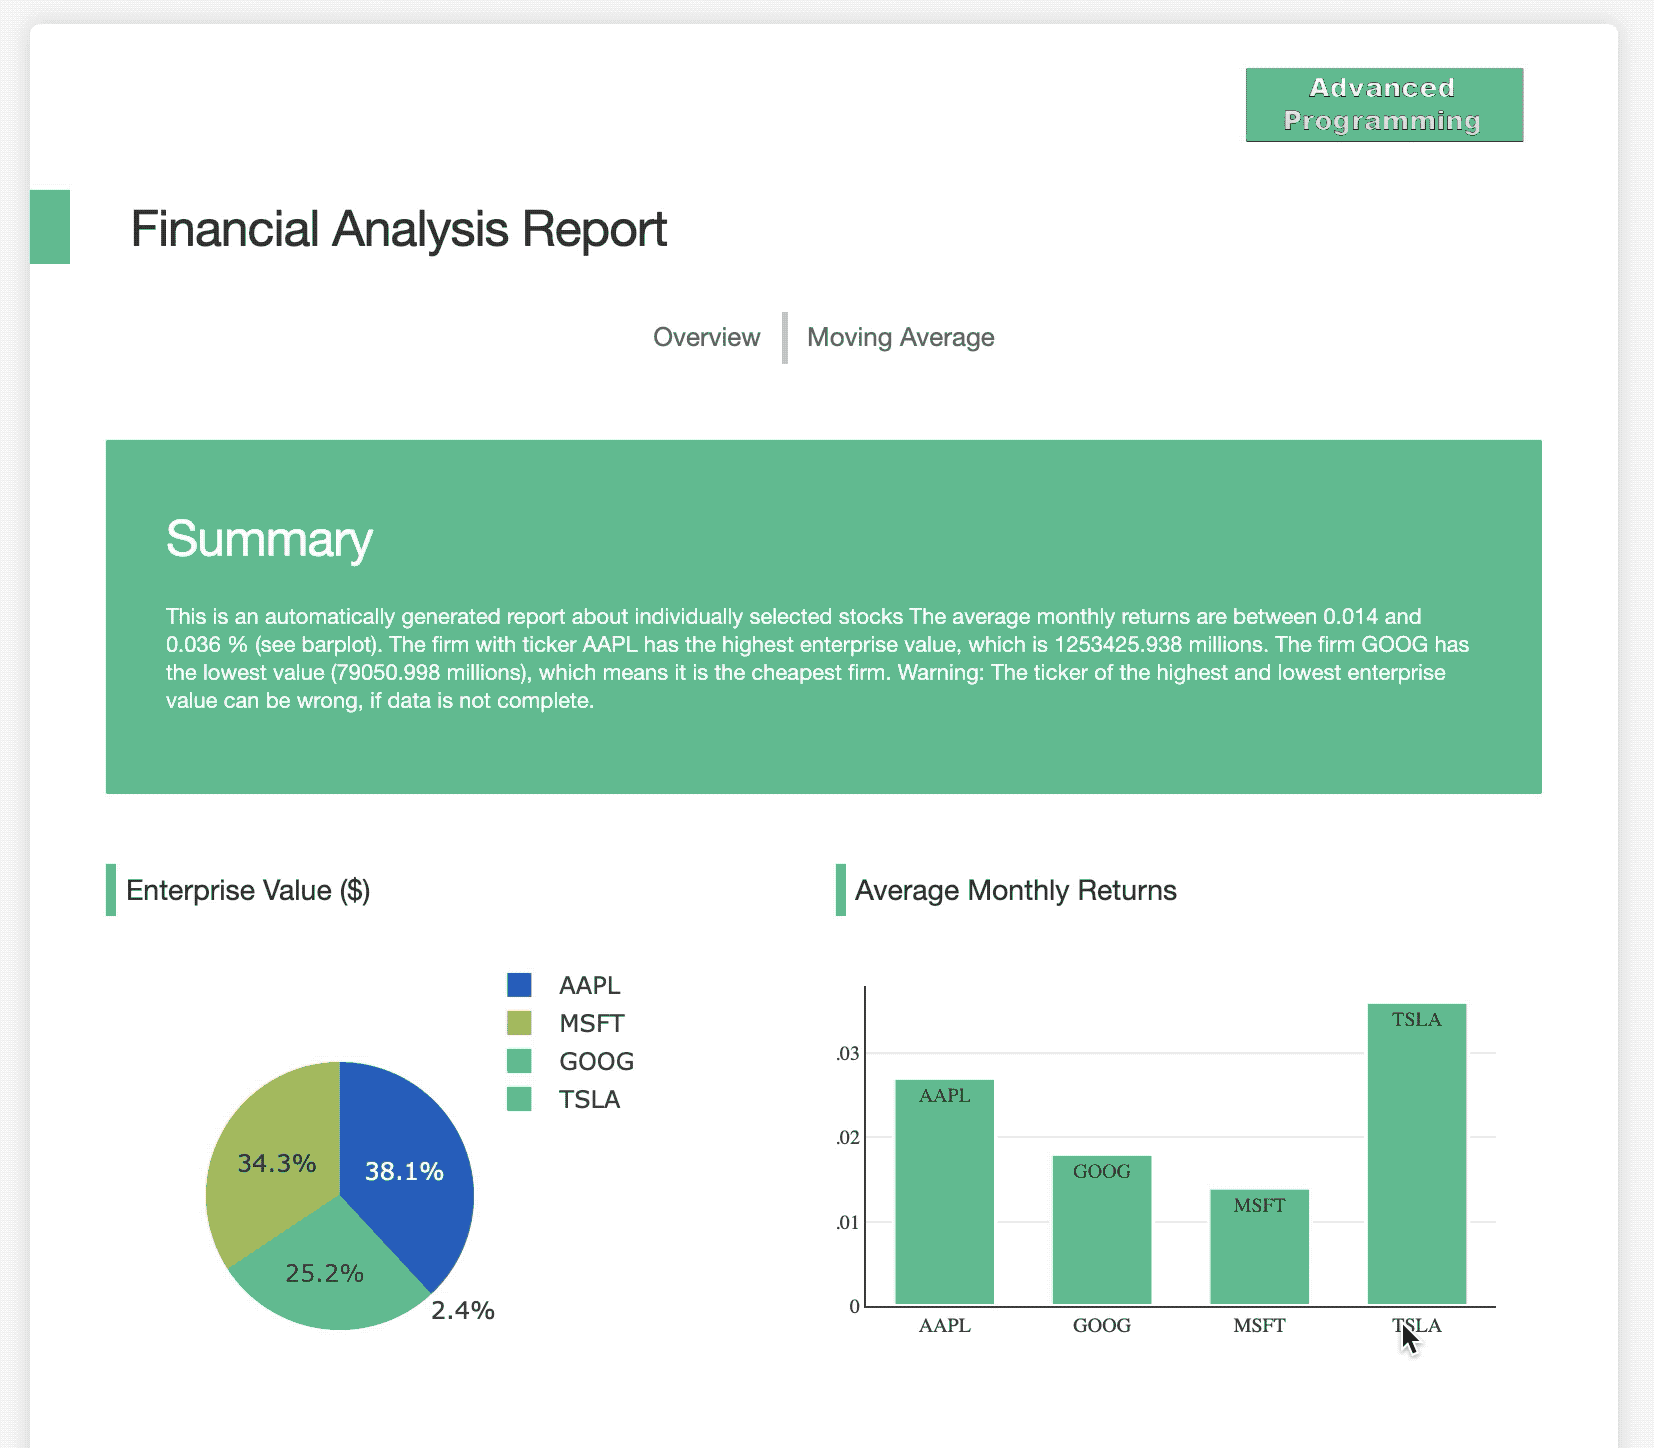 Advanced
Programming
Financial Analysis Report
Overview
Moving Average
Summary
This is an automatically generated report about individually selected stocks The average monthly returns are between 0.014 and
0.036 % (see barplot). The firm with ticker AAPL has the highest enterprise value, which is 1253425.938 millions. The firm GOOG has
the lowest value (79050.998 millions), which means it is the cheapest firm. Warning: The ticker of the highest and lowest enterprise
value can be wrong, if data is not complete.
Enterprise Value ($)
AAPL
MSFT
GOOG
TSLA
34.3%
38.1%
25.2%
2.4%
Average Monthly Returns
.03
.02
.01
0
AAPL
GOOG
MSFT
TSLA
AAPL
GOOG
MSFT
TSLA